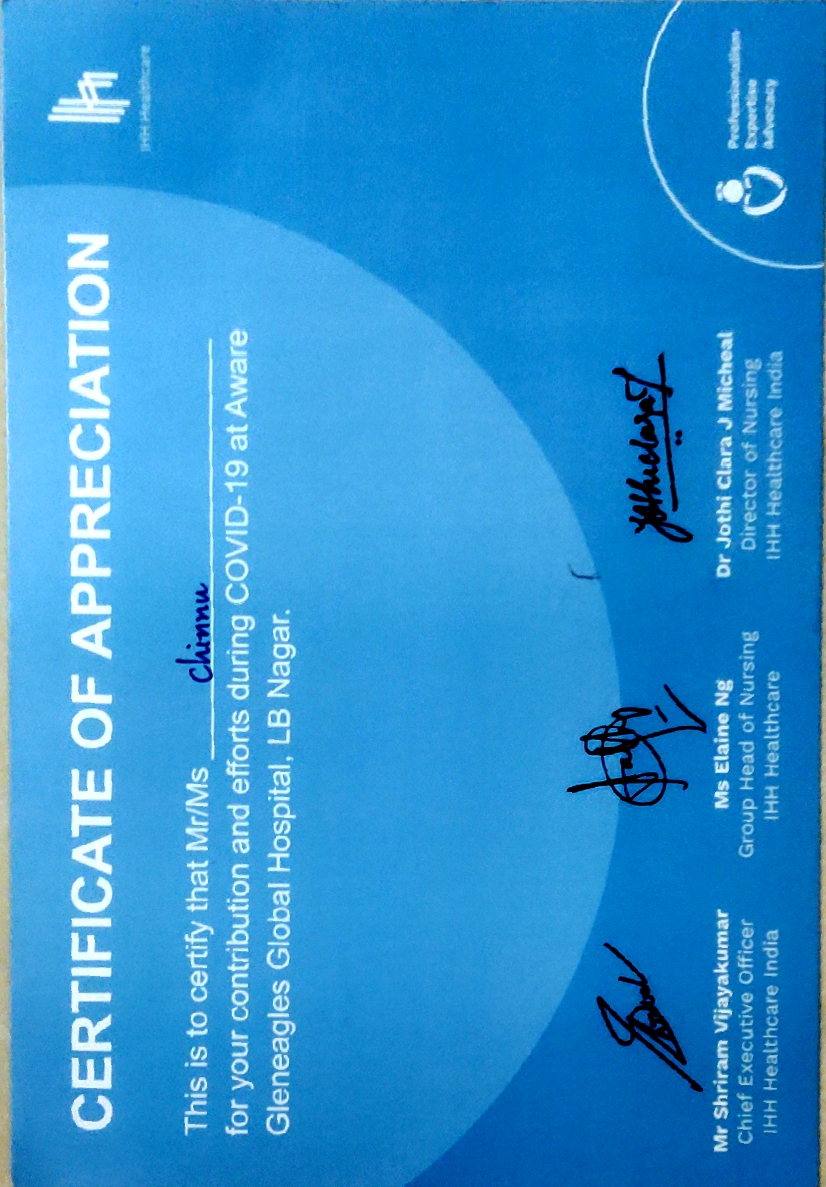 IHH Healthcare
CERTIFICATE OF APPRECIATION
This is to certify that Mr/Ms Chinnu
for your contribution and efforts during COVID-19 at Aware
Gleneagles Global Hospital, LB Nagar.
Mr Shriram Vijayakumar
Chief Executive Officer
IHH Healthcare India
Ms Elaine Ng
Group Head of Nursing
IHH Healthcare
Dr Jothi Clara J Micheal
Director of Nursing
IHH Healthcare India
Professionalism
Expertise
Advocacy